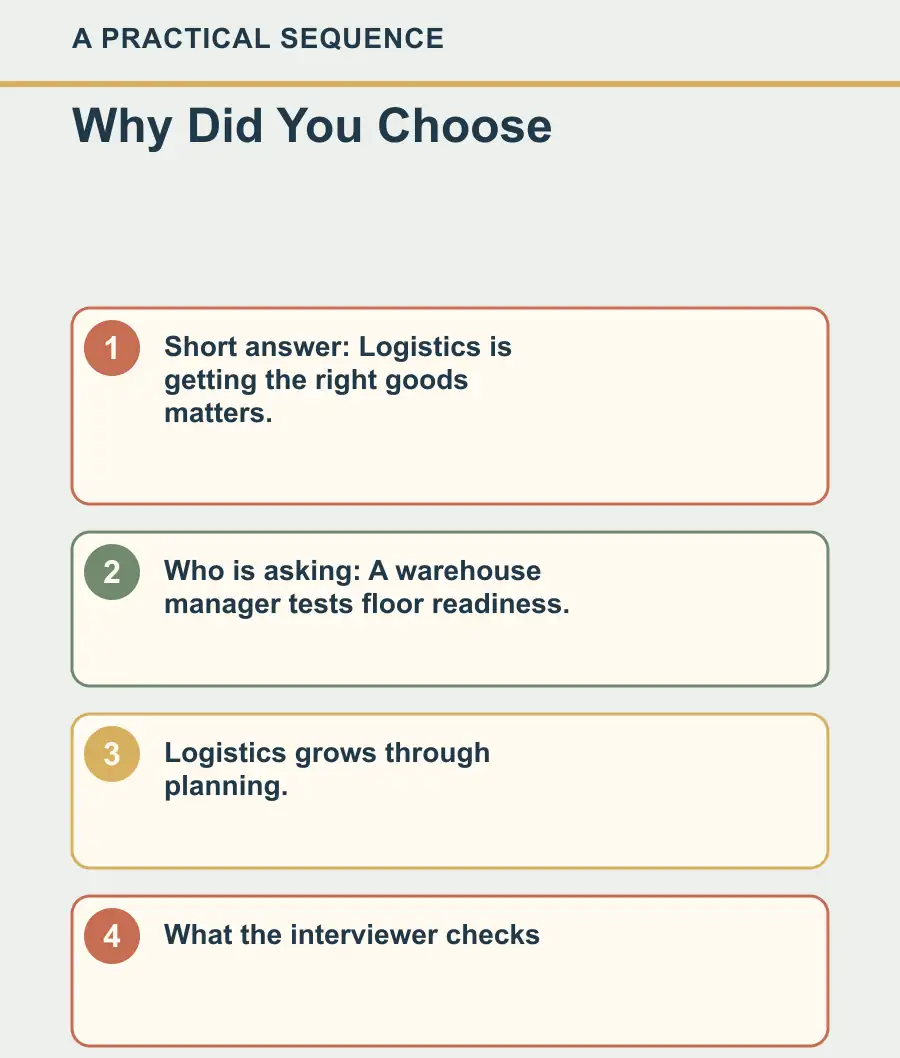 A PRACTICAL SEQUENCE
Why Did You Choose
1
Short answer: Logistics is
getting the right goods
matters.
2
Who is asking: A warehouse
manager tests floor readiness.
3
Logistics grows through
planning.
4
What the interviewer checks